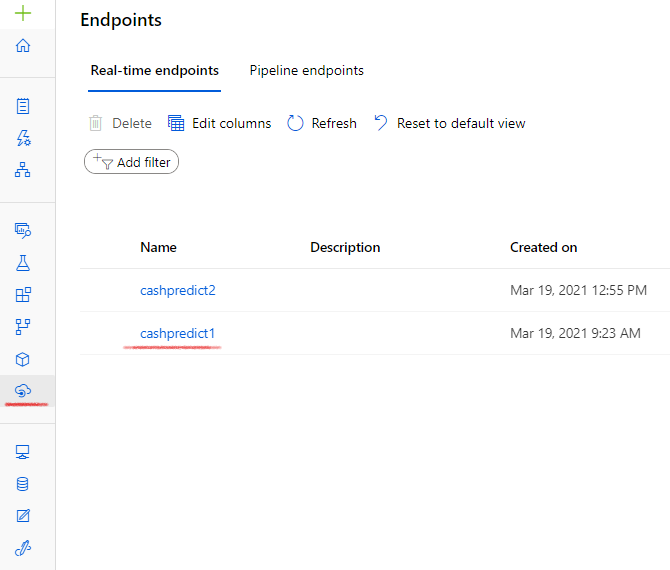 Endpoints
Real-time endpoints Pipeline endpoints
Delete Edit columns Refresh Reset to default view
Add filter
Name Description Created on
cashpredict2 Mar 19, 2021 12:55 PM
cashpredict1 Mar 19, 2021 9:23 AM